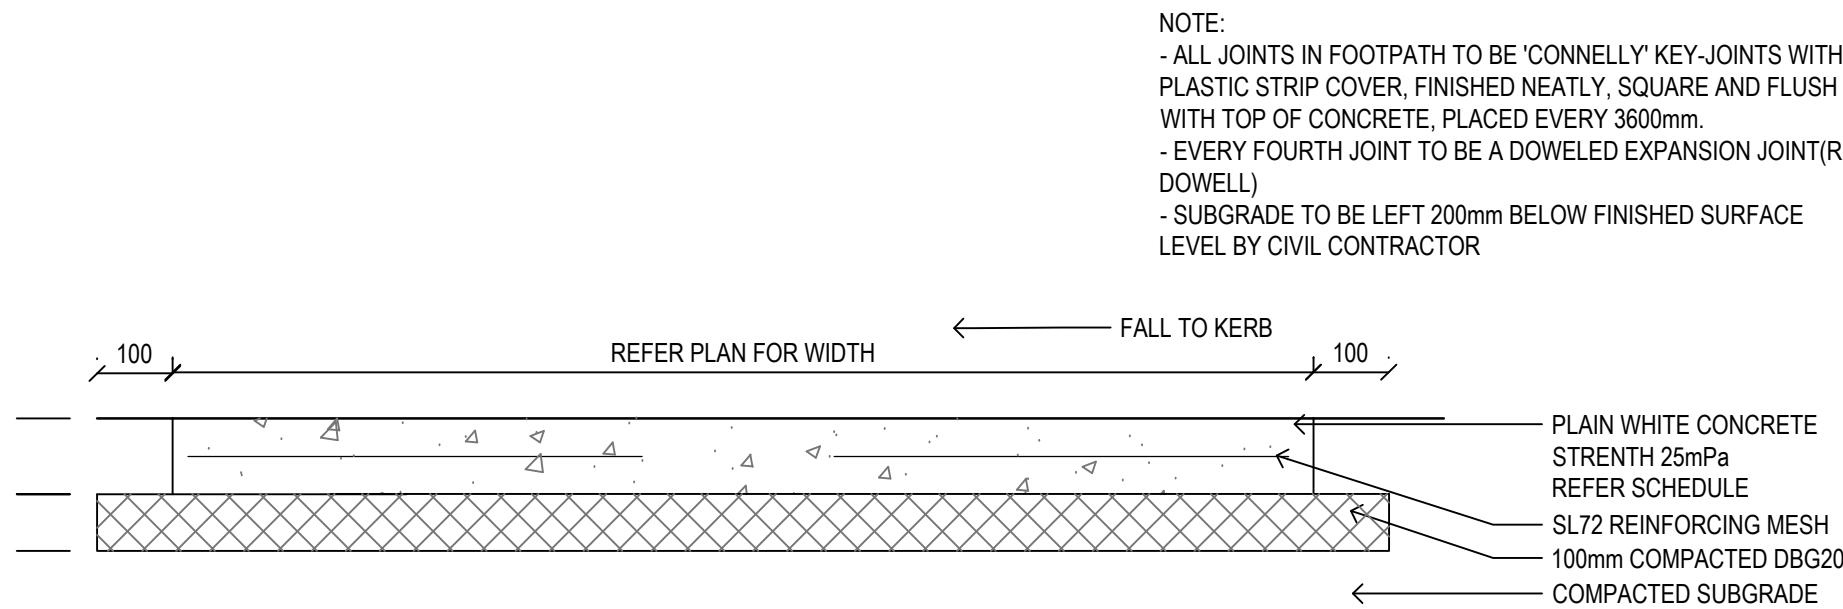 NOTE:
- ALL JOINTS IN FOOTPATH TO BE 'CONNELLY' KEY-JOINTS WITH
PLASTIC STRIP COVER, FINISHED NEATLY, SQUARE AND FLUSH
WITH TOP OF CONCRETE, PLACED EVERY 3600mm.
- EVERY FOURTH JOINT TO BE A DOWELED EXPANSION JOINT(R
DOWELL)
- SUBGRADE TO BE LEFT 200mm BELOW FINISHED SURFACE
LEVEL BY CIVIL CONTRACTOR
FALL TO KERB
100
REFER PLAN FOR WIDTH
100
PLAIN WHITE CONCRETE
STRENTH 25mPa
REFER SCHEDULE
SL72 REINFORCING MESH
100mm COMPACTED DBG20
COMPACTED SUBGRADE